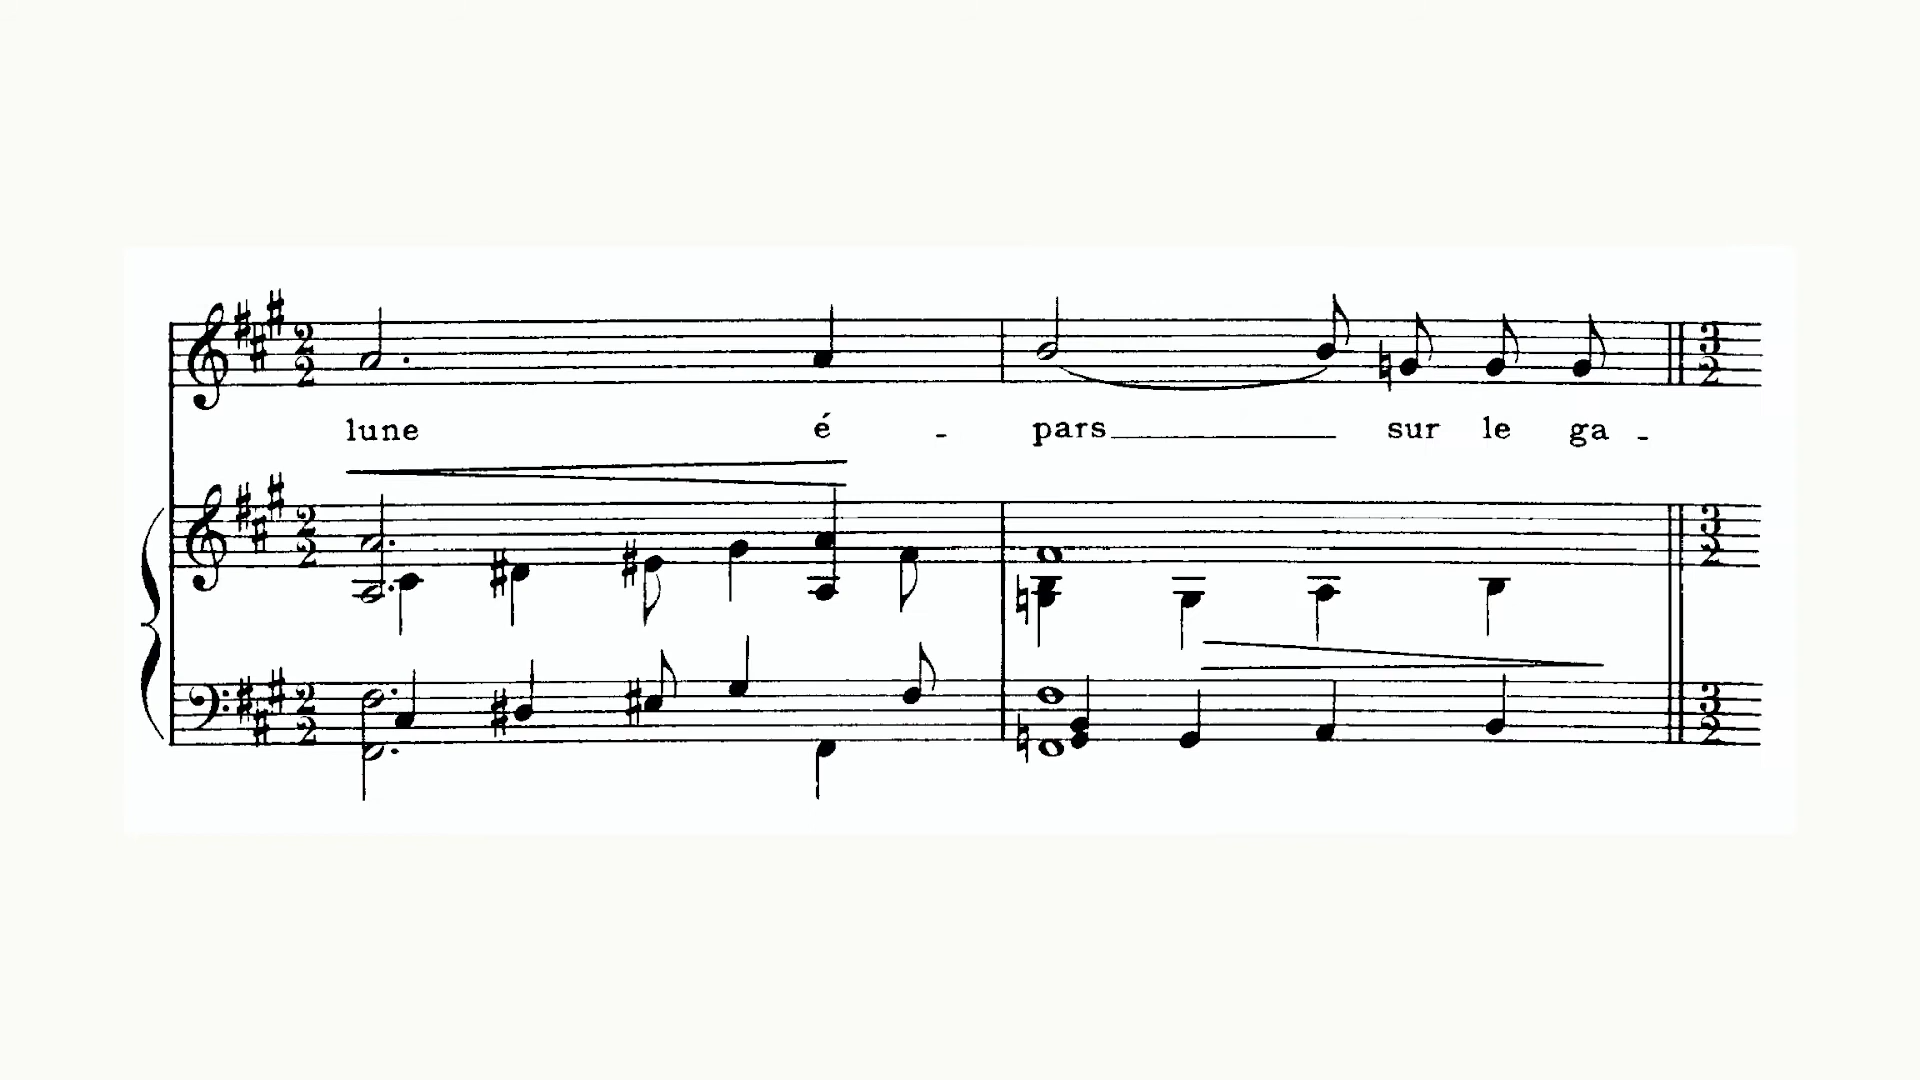 lune é - pars sur le ga -